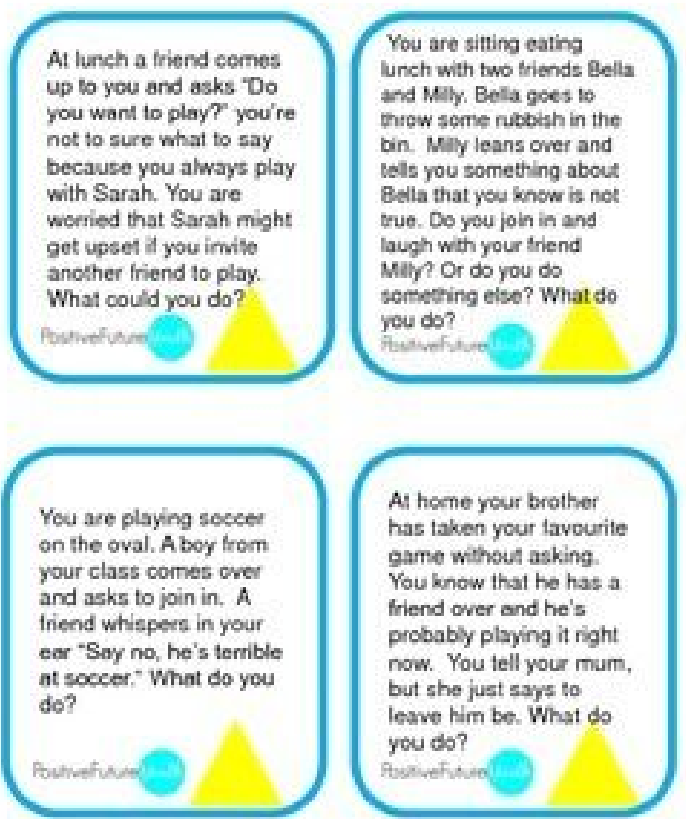 At lunch a friend comes
up to you and asks "Do
you want to play?" you're
not to sure what to say
because you always play
with Sarah. You are
worried that Sarah might
get upset if you invite
another friend to play.
What could you do?
PositiveFuture
You are sitting eating
lunch with two friends Bella
and Milly. Bella goes to
throw some rubbish in the
bin. Milly leans over and
tells you something about
Bella that you know is not
true. Do you join in and
laugh with your friend
Milly? Or do you do
something else? What do
you do?
PositiveFuture
You are playing soccer
on the oval. A boy from
your class comes over
and asks to join in. A
friend whispers in your
ear "Say no, he's terrible
at soccer." What do you
do?
PositiveFuture
At home your brother
has taken your favourite
game without asking.
You know that he has a
friend over and he's
probably playing it right
now. You tell your mum,
but she just says to
leave him be. What do
you do?
PositiveFuture